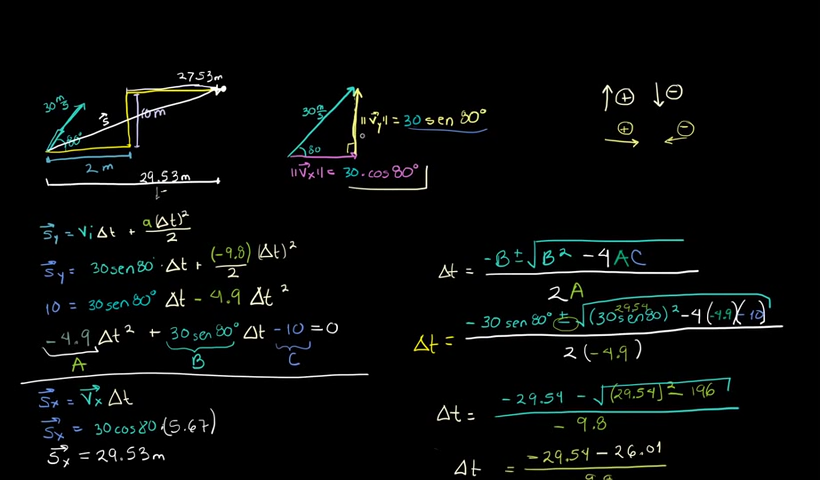 27.53m
30 m/s
S⃗
10m
80°
2 m
29.53m
30 m/s
80
||V⃗y|| = 30 sen 80°
||V⃗x|| = 30.cos80°
↑ ⊕ ↓ ⊖
⊕ → ⊖ ←
S⃗y = Vi Δt + a(Δt)²/2
S⃗y = 30sen80°·Δt + (-9.8)/2 (Δt)²
10 = 30sen80° Δt - 4.9 Δt²
-4.9 Δt² + 30sen80° Δt -10 = 0
A B C
S⃗x = V⃗x Δt
S⃗x = 30cos80·(5.67)
S⃗x = 29.53m
Δt = (-B ± √(B² - 4AC)) / 2A
29.54
Δt = (-30 sen 80° ± √((30sen80)² - 4(-4.9)(-10))) / 2(-4.9)
Δt = (-29.54 - √((29.54)² - 196)) / -9.8
Δt = -29.54 - 26.01